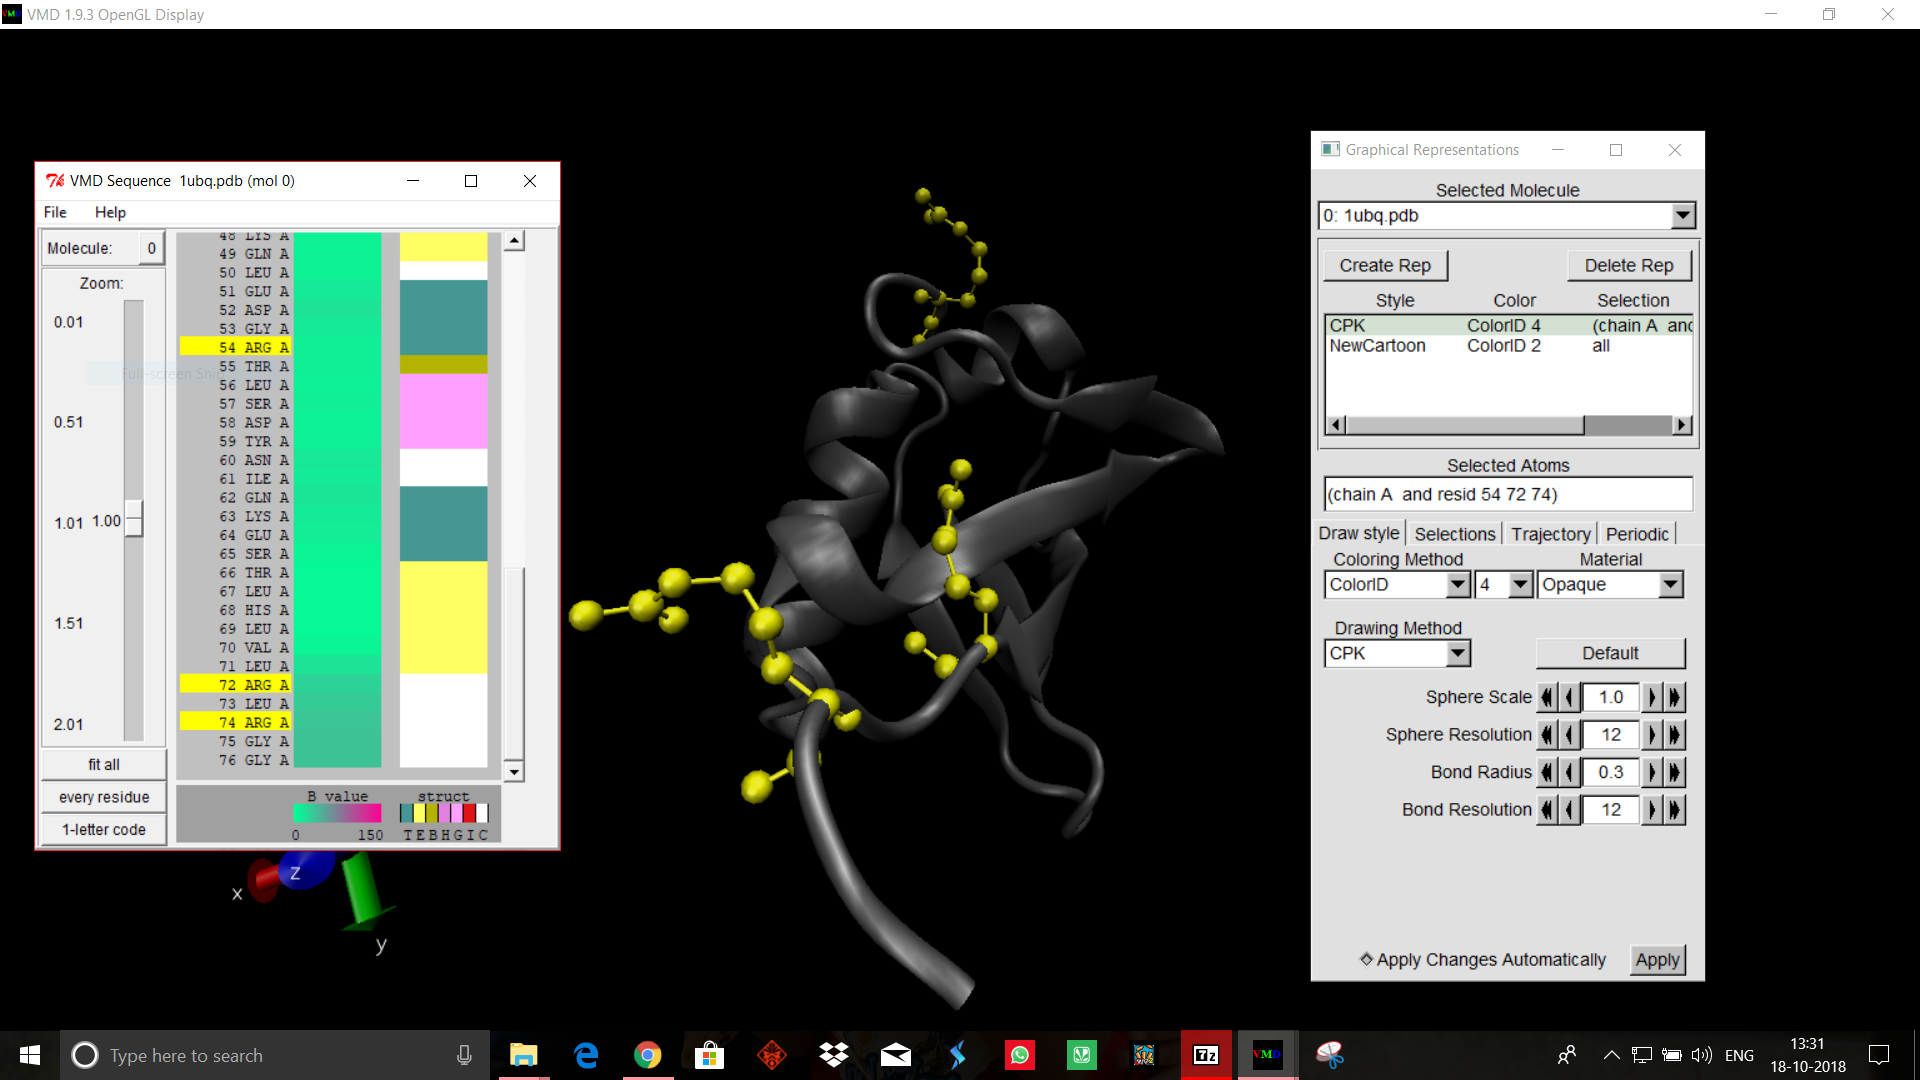 VMD 1.9.3 OpenGL Display
VMD Sequence 1ubq.pdb (mol 0)
File Help
Molecule: 0
Zoom:
0.01
0.51
1.01 1.00
1.51
2.01
fit all
every residue
1-letter code
Full-screen Snip
48 LYS A
49 GLN A
50 LEU A
51 GLU A
52 ASP A
53 GLY A
54 ARG A
55 THR A
56 LEU A
57 SER A
58 ASP A
59 TYR A
60 ASN A
61 ILE A
62 GLN A
63 LYS A
64 GLU A
65 SER A
66 THR A
67 LEU A
68 HIS A
69 LEU A
70 VAL A
71 LEU A
72 ARG A
73 LEU A
74 ARG A
75 GLY A
76 GLY A
B value struct
0 150 T E B H G I C
x z
y
Graphical Representations
Selected Molecule
0: 1ubq.pdb
Create Rep Delete Rep
Style Color Selection
CPK ColorID 4 (chain A and
NewCartoon ColorID 2 all
Selected Atoms
(chain A and resid 54 72 74)
Draw style Selections Trajectory Periodic
Coloring Method Material
ColorID 4 Opaque
Drawing Method
CPK Default
Sphere Scale 1.0
Sphere Resolution 12
Bond Radius 0.3
Bond Resolution 12
Apply Changes Automatically Apply
Type here to search
7z
VMD
ENG
13:31
18-10-2018